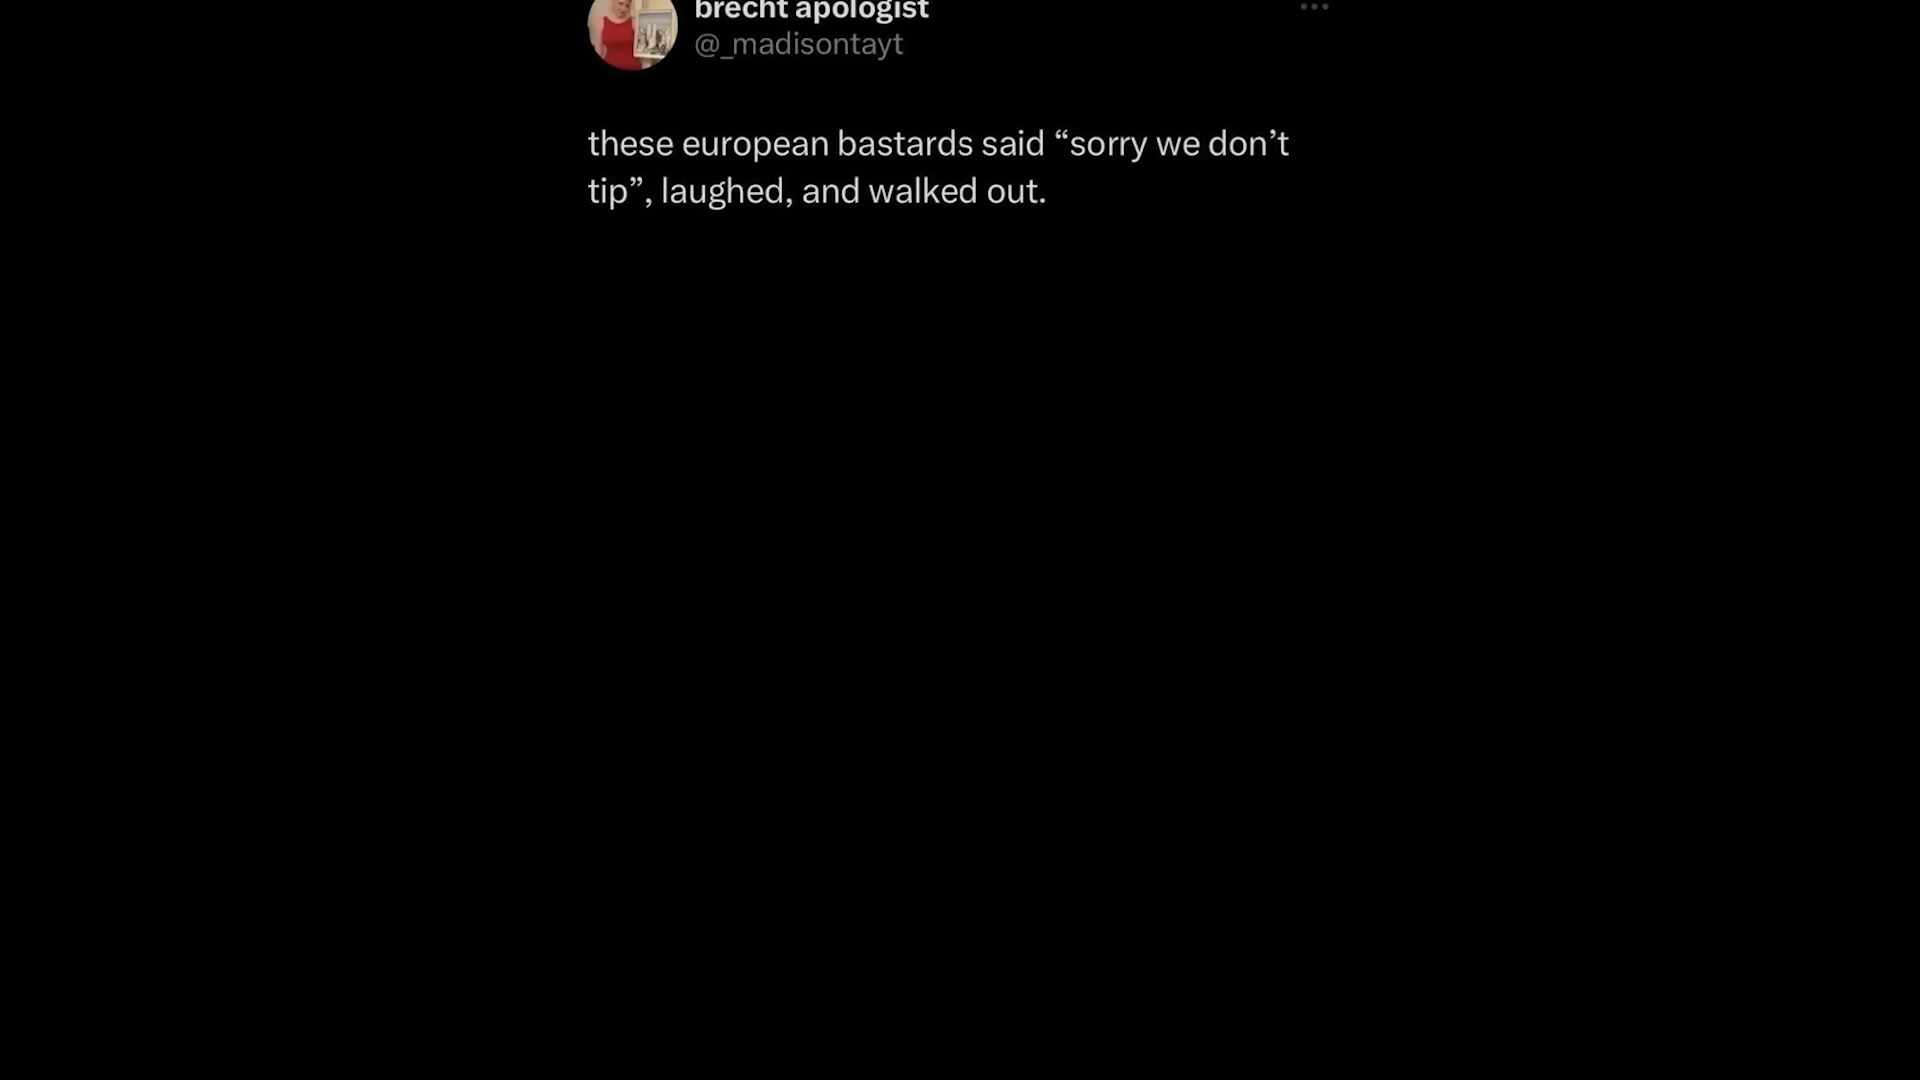 brecht apologist
@_madisontayt
these european bastards said “sorry we don’t
tip”, laughed, and walked out.